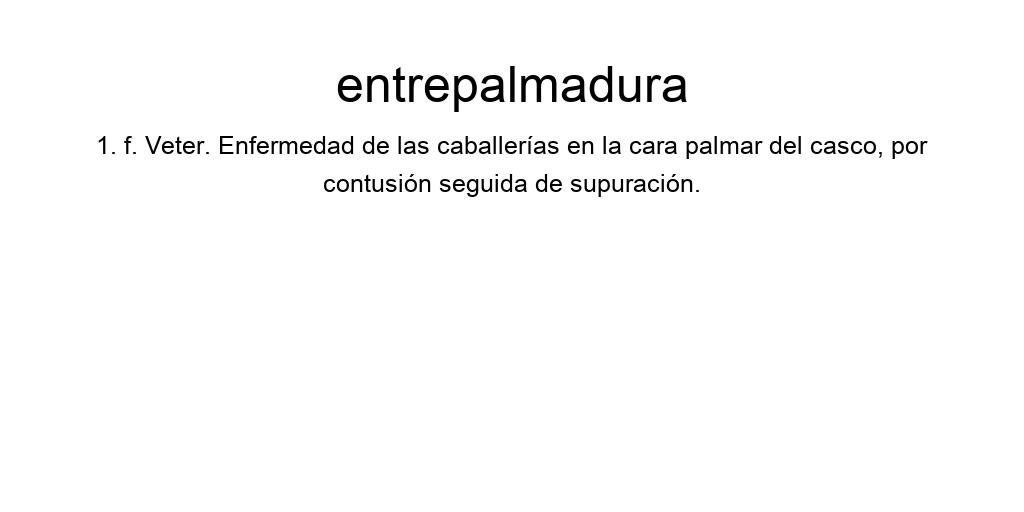 entrepalmadura
1. f. Veter. Enfermedad de las caballerías en la cara palmar del casco, por
contusión seguida de supuración.